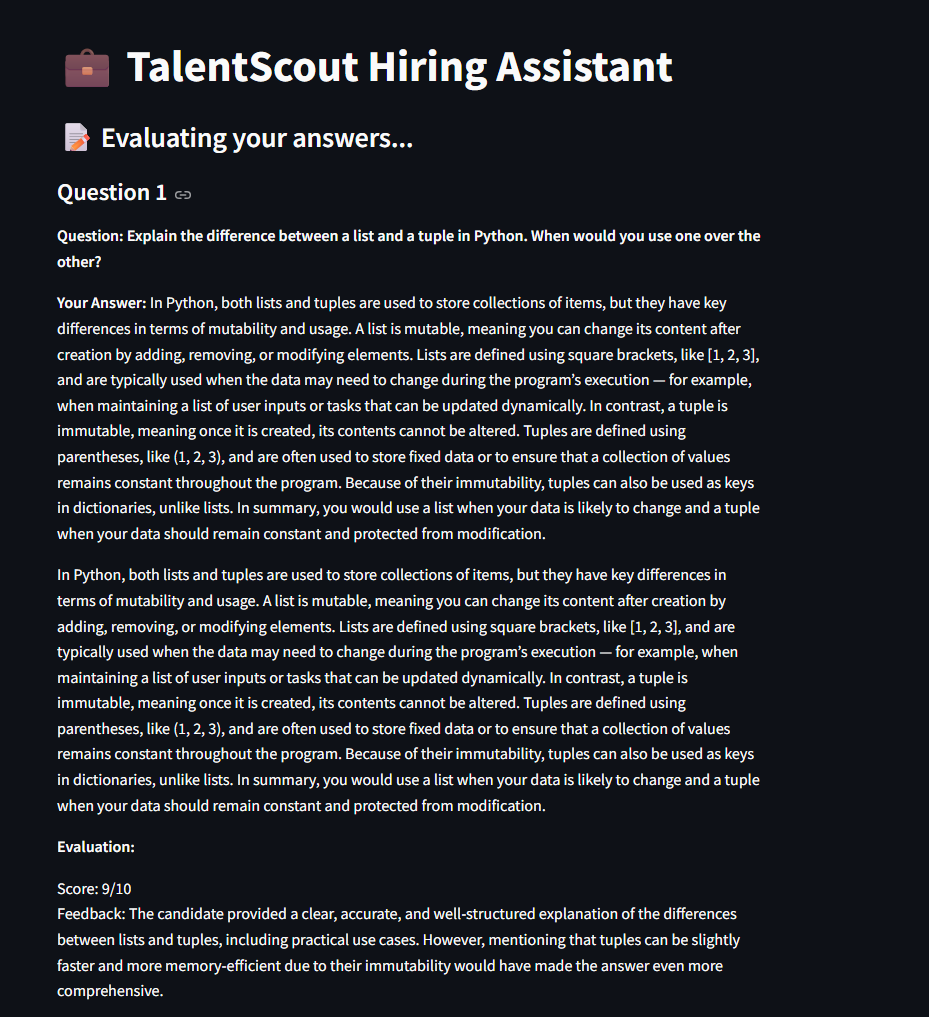 TalentScout Hiring Assistant
Evaluating your answers...
Question 1
Question: Explain the difference between a list and a tuple in Python. When would you use one over the
other?
Your Answer: In Python, both lists and tuples are used to store collections of items, but they have key
differences in terms of mutability and usage. A list is mutable, meaning you can change its content after
creation by adding, removing, or modifying elements. Lists are defined using square brackets, like [1, 2, 3],
and are typically used when the data may need to change during the program’s execution — for example,
when maintaining a list of user inputs or tasks that can be updated dynamically. In contrast, a tuple is
immutable, meaning once it is created, its contents cannot be altered. Tuples are defined using
parentheses, like (1, 2, 3), and are often used to store fixed data or to ensure that a collection of values
remains constant throughout the program. Because of their immutability, tuples can also be used as keys
in dictionaries, unlike lists. In summary, you would use a list when your data is likely to change and a tuple
when your data should remain constant and protected from modification.
In Python, both lists and tuples are used to store collections of items, but they have key differences in
terms of mutability and usage. A list is mutable, meaning you can change its content after creation by
adding, removing, or modifying elements. Lists are defined using square brackets, like [1, 2, 3], and are
typically used when the data may need to change during the program’s execution — for example, when
maintaining a list of user inputs or tasks that can be updated dynamically. In contrast, a tuple is
immutable, meaning once it is created, its contents cannot be altered. Tuples are defined using
parentheses, like (1, 2, 3), and are often used to store fixed data or to ensure that a collection of values
remains constant throughout the program. Because of their immutability, tuples can also be used as keys
in dictionaries, unlike lists. In summary, you would use a list when your data is likely to change and a tuple
when your data should remain constant and protected from modification.
Evaluation:
Score: 9/10
Feedback: The candidate provided a clear, accurate, and well-structured explanation of the differences
between lists and tuples, including practical use cases. However, mentioning that tuples can be slightly
faster and more memory-efficient due to their immutability would have made the answer even more
comprehensive.